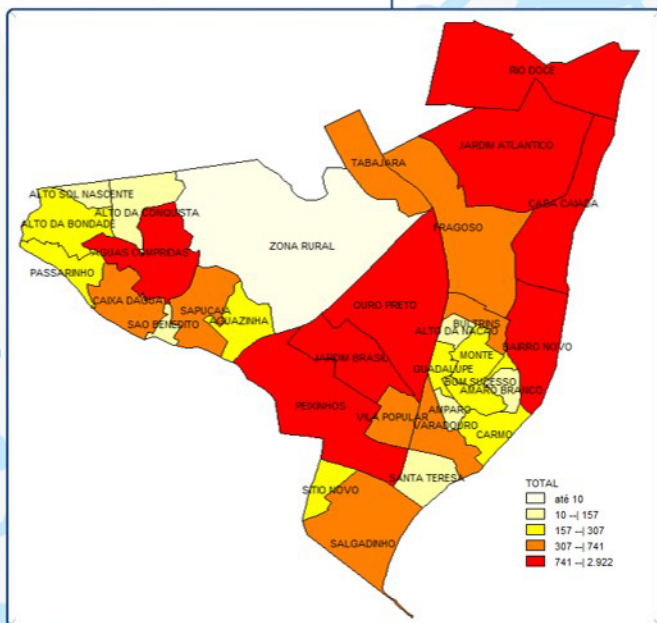 RIO DOCE
JARDIM ATLANTICO
TABAJARA
CASA CAIADA
ALTO SOL NASCENTE
ALTO DA CONQUISTA
ALTO DA BONDADE
FRAGOSO
ZONA RURAL
AGUAS COMPRIDAS
PASSARINHO
CAIXA DAGUA
SAPUCAIA
OURO PRETO
SAO BENEDITO
AGUAZINHA
BULTRINS
ALTO DA NACAO
BAIRRO NOVO
JARDIM BRASIL
MONTE
GUADALUPE
BOM SUCESSO
AMARO BRANCO
PEIXINHOS
AMPARO
VILA POPULAR
VARADOURO
CARMO
SANTA TERESA
SITIO NOVO
SALGADINHO
TOTAL
até 10
10 --| 157
157 --| 307
307 --| 741
741 --| 2.922